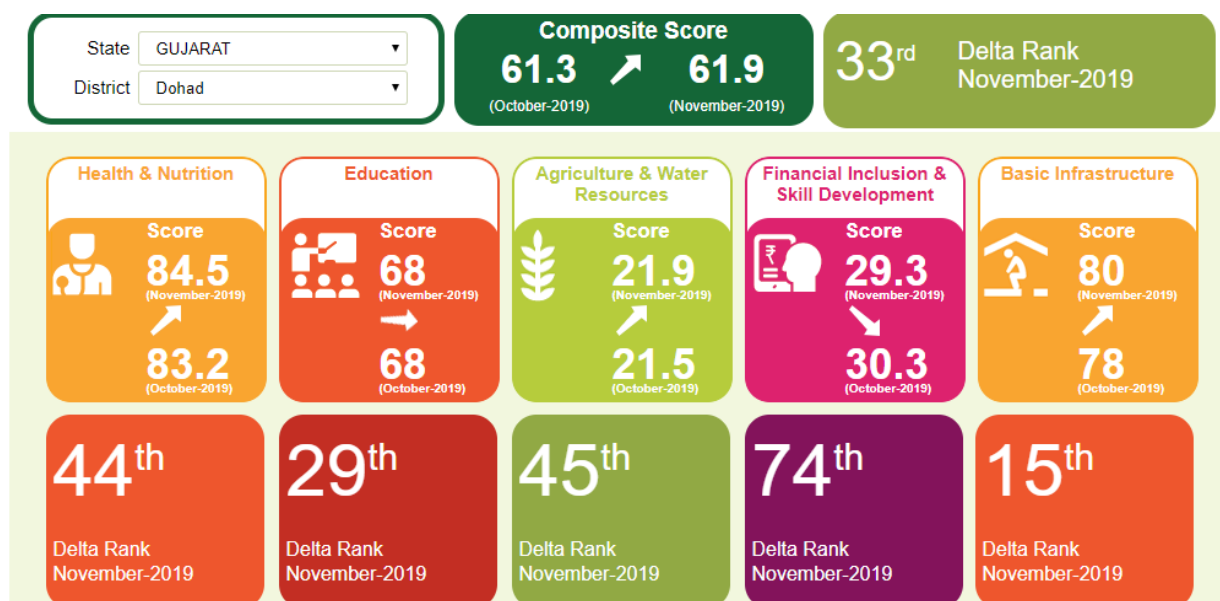 State GUJARAT
District Dohad
Composite Score
61.3 61.9
(October-2019) (November-2019)
33rd
Delta Rank
November-2019
Health & Nutrition
Score
84.5
(November-2019)
83.2
(October-2019)
44th
Delta Rank
November-2019
Education
Score
68
(November-2019)
68
(October-2019)
29th
Delta Rank
November-2019
Agriculture & Water
Resources
Score
21.9
(November-2019)
21.5
(October-2019)
45th
Delta Rank
November-2019
Financial Inclusion &
Skill Development
₹
Score
29.3
(November-2019)
30.3
(October-2019)
74th
Delta Rank
November-2019
Basic Infrastructure
Score
80
(November-2019)
78
(October-2019)
15th
Delta Rank
November-2019